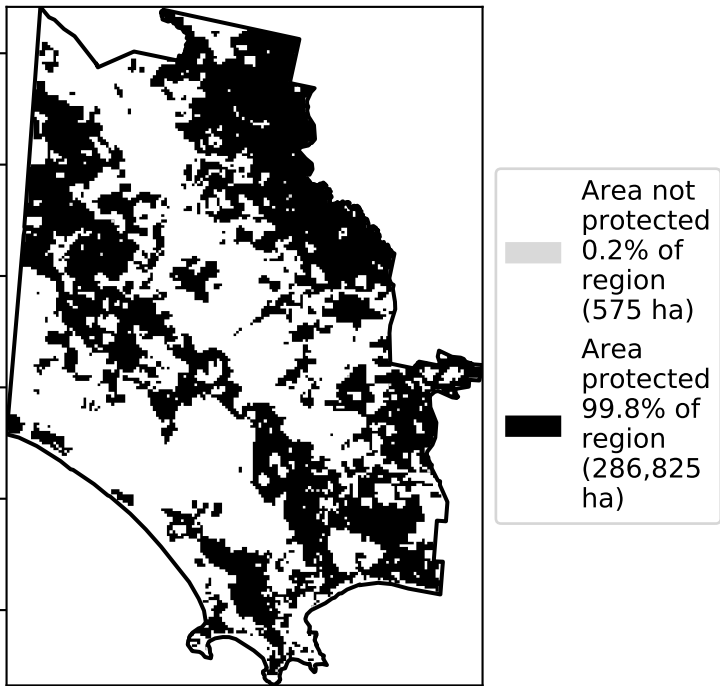 Area not
protected
0.2% of
region
(575 ha)
Area
protected
99.8% of
region
(286,825
ha)